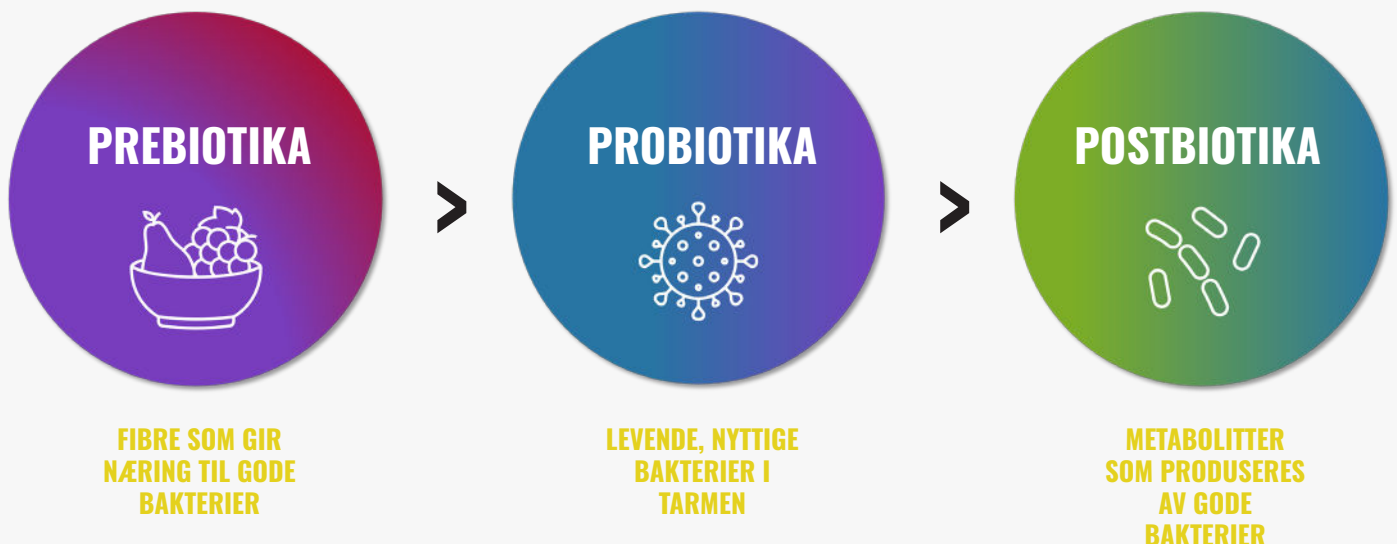 PREBIOTIKA
>
PROBIOTIKA
>
POSTBIOTIKA
FIBRE SOM GIR
NÆRING TIL GODE
BAKTERIER
LEVENDE, NYTTIGE
BAKTERIER I
TARMEN
METABOLITTER
SOM PRODUSERES
AV GODE
BAKTERIER